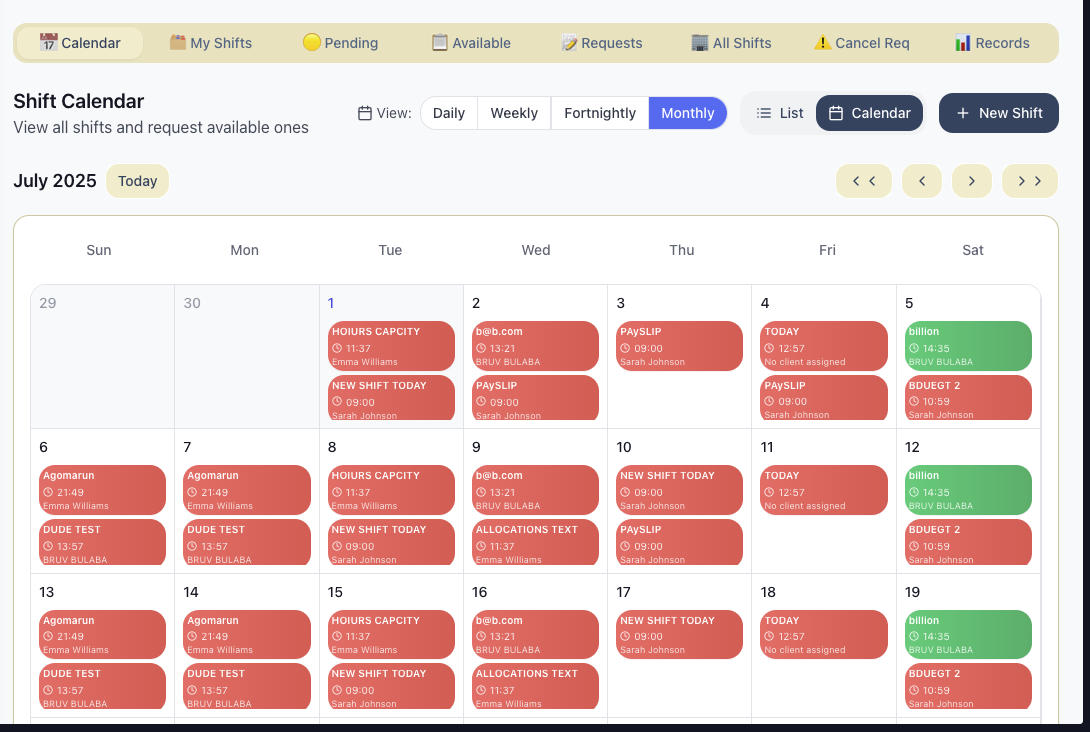 17 Calendar My Shifts Pending Available Requests All Shifts Cancel Req Records
Shift Calendar
View all shifts and request available ones
View: Daily Weekly Fortnightly Monthly List Calendar New Shift
July 2025 Today
Sun Mon Tue Wed Thu Fri Sat
29 30 1 2 3 4 5
HOIURS CAPCITY b@b.com PAySLIP TODAY billion
11:37 13:21 09:00 12:57 14:35
Emma Williams BRUV BULABA Sarah Johnson No client assigned BRUV BULABA
NEW SHIFT TODAY PAySLIP PAySLIP BDUEGT 2
09:00 09:00 09:00 10:59
Sarah Johnson Sarah Johnson Sarah Johnson Sarah Johnson
6 7 8 9 10 11 12
Agomarun Agomarun HOIURS CAPCITY b@b.com NEW SHIFT TODAY TODAY billion
21:49 21:49 11:37 13:21 09:00 12:57 14:35
Emma Williams Emma Williams Emma Williams BRUV BULABA Sarah Johnson No client assigned BRUV BULABA
DUDE TEST DUDE TEST NEW SHIFT TODAY ALLOCATIONS TEXT PAySLIP BDUEGT 2
13:57 13:57 09:00 11:37 09:00 10:59
BRUV BULABA BRUV BULABA Sarah Johnson Emma Williams Sarah Johnson Sarah Johnson
13 14 15 16 17 18 19
Agomarun Agomarun HOIURS CAPCITY b@b.com NEW SHIFT TODAY TODAY billion
21:49 21:49 11:37 13:21 09:00 12:57 14:35
Emma Williams Emma Williams Emma Williams BRUV BULABA Sarah Johnson No client assigned BRUV BULABA
DUDE TEST DUDE TEST NEW SHIFT TODAY ALLOCATIONS TEXT BDUEGT 2
13:57 13:57 09:00 11:37 10:59
BRUV BULABA BRUV BULABA Sarah Johnson Emma Williams Sarah Johnson